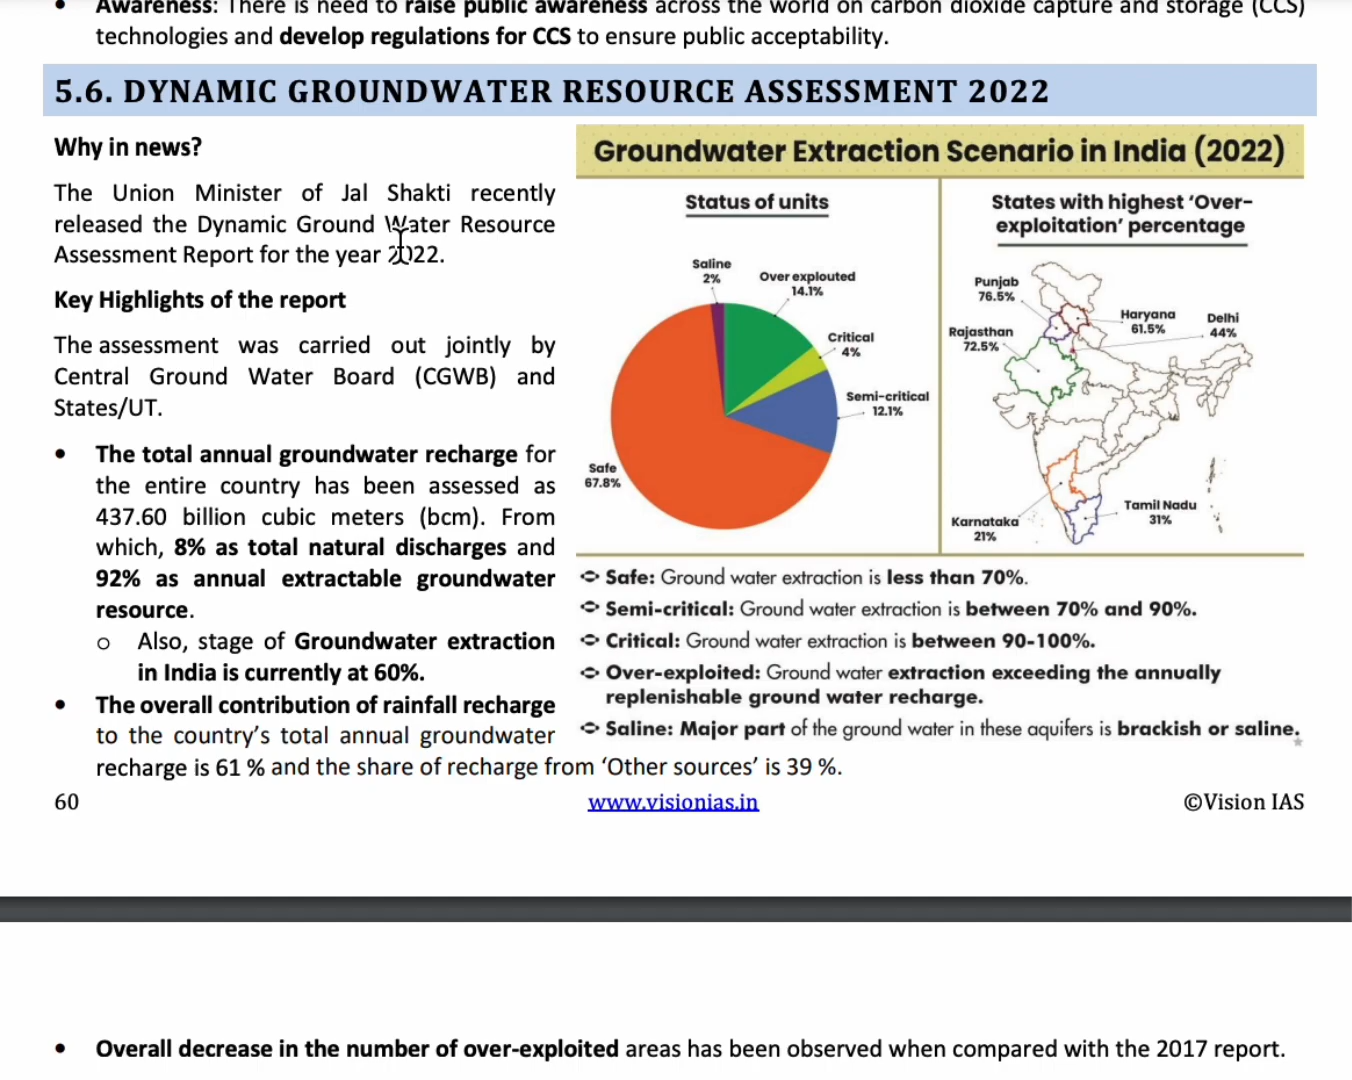 • Awareness: There is need to raise public awareness across the world on carbon dioxide capture and storage (CCS)
technologies and develop regulations for CCS to ensure public acceptability.
5.6. DYNAMIC GROUNDWATER RESOURCE ASSESSMENT 2022
Why in news?
The Union Minister of Jal Shakti recently
released the Dynamic Ground Water Resource
Assessment Report for the year 2022.
Key Highlights of the report
The assessment was carried out jointly by
Central Ground Water Board (CGWB) and
States/UT.
• The total annual groundwater recharge for
the entire country has been assessed as
437.60 billion cubic meters (bcm). From
which, 8% as total natural discharges and
92% as annual extractable groundwater
resource.
o Also, stage of Groundwater extraction
in India is currently at 60%.
• The overall contribution of rainfall recharge
to the country’s total annual groundwater
recharge is 61 % and the share of recharge from ‘Other sources’ is 39 %.
Groundwater Extraction Scenario in India (2022)
Status of units
Saline
2%
Over explouted
14.1%
Critical
4%
Semi-critical
12.1%
Safe
67.8%
States with highest ‘Over-
exploitation’ percentage
Punjab
76.5%
Haryana
61.5%
Delhi
44%
Rajasthan
72.5%
Tamil Nadu
31%
Karnataka
21%
Safe: Ground water extraction is less than 70%.
Semi-critical: Ground water extraction is between 70% and 90%.
Critical: Ground water extraction is between 90-100%.
Over-exploited: Ground water extraction exceeding the annually
replenishable ground water recharge.
Saline: Major part of the ground water in these aquifers is brackish or saline.
60
www.visionias.in
©Vision IAS
• Overall decrease in the number of over-exploited areas has been observed when compared with the 2017 report.